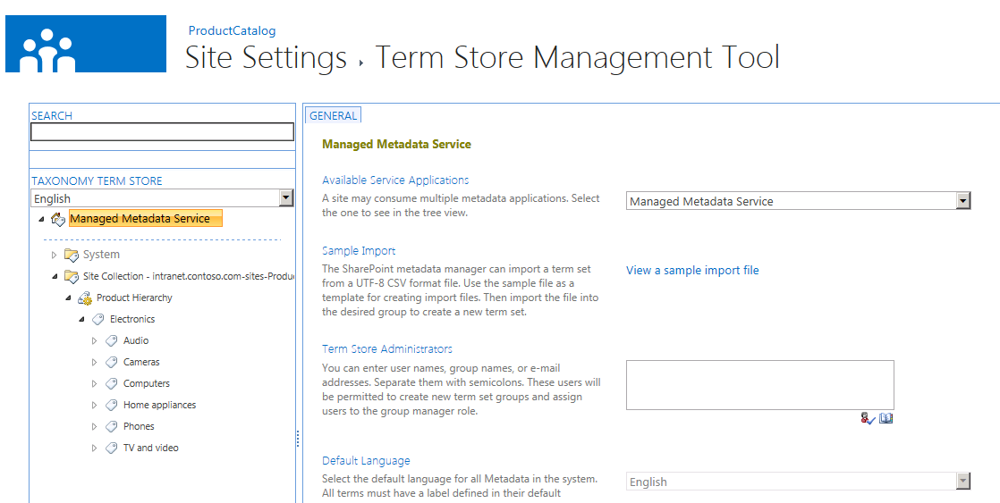 ProductCatalog
Site Settings › Term Store Management Tool
SEARCH
TAXONOMY TERM STORE
English
Managed Metadata Service
System
Site Collection - intranet.contoso.com-sites-Produ
Product Hierarchy
Electronics
Audio
Cameras
Computers
Home appliances
Phones
TV and video
GENERAL
Managed Metadata Service
Available Service Applications
A site may consume multiple metadata applications. Select
the one to see in the tree view.
Managed Metadata Service
Sample Import
The SharePoint metadata manager can import a term set
from a UTF-8 CSV format file. Use the sample file as a
template for creating import files. Then import the file into
the desired group to create a new term set.
View a sample import file
Term Store Administrators
You can enter user names, group names, or e-mail
addresses. Separate them with semicolons. These users will
be permitted to create new term set groups and assign
users to the group manager role.
Default Language
Select the default language for all Metadata in the system.
All terms must have a label defined in their default
English